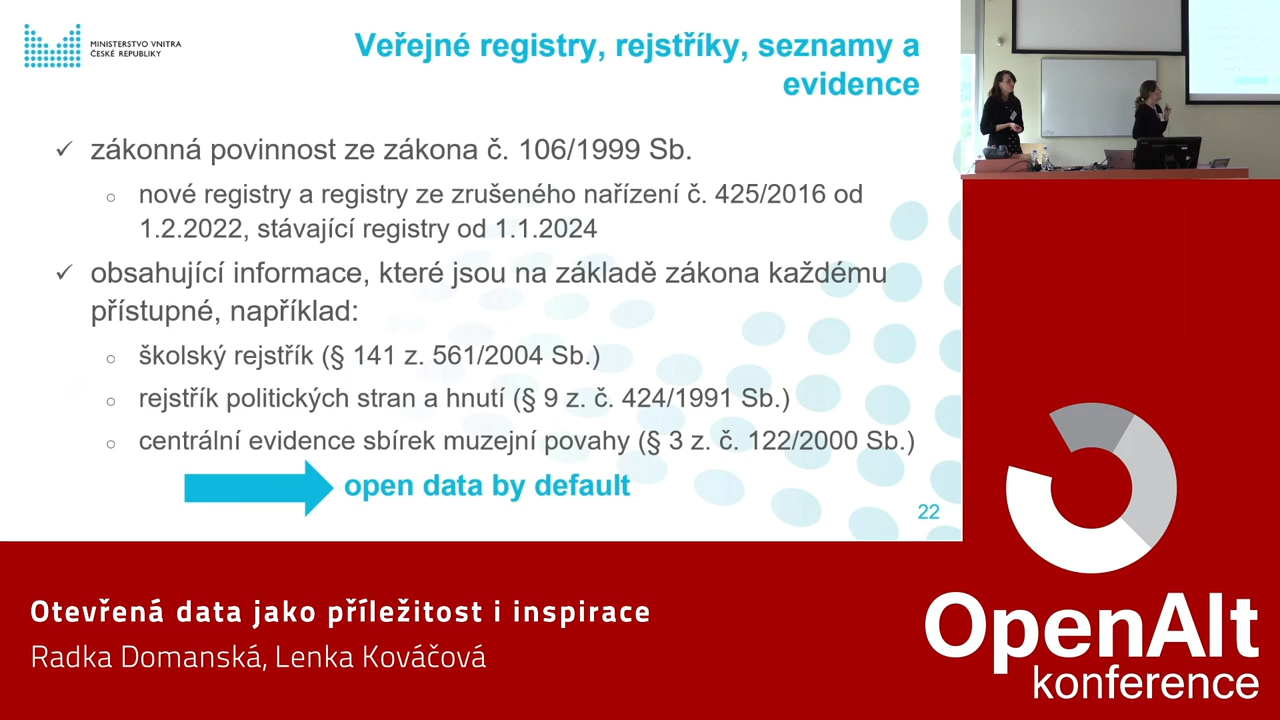 MINISTERSTVO VNITRA
ČESKÉ REPUBLIKY
Veřejné registry, rejstříky, seznamy a
evidence
✓ zákonná povinnost ze zákona č. 106/1999 Sb.
○ nové registry a registry ze zrušeného nařízení č. 425/2016 od
1.2.2022, stávající registry od 1.1.2024
✓ obsahující informace, které jsou na základě zákona každému
přístupné, například:
○ školský rejstřík (§ 141 z. 561/2004 Sb.)
○ rejstřík politických stran a hnutí (§ 9 z. č. 424/1991 Sb.)
○ centrální evidence sbírek muzejní povahy (§ 3 z. č. 122/2000 Sb.)
open data by default
22
Otevřená data jako příležitost i inspirace
Radka Domanská, Lenka Kováčová
OpenAlt
konference